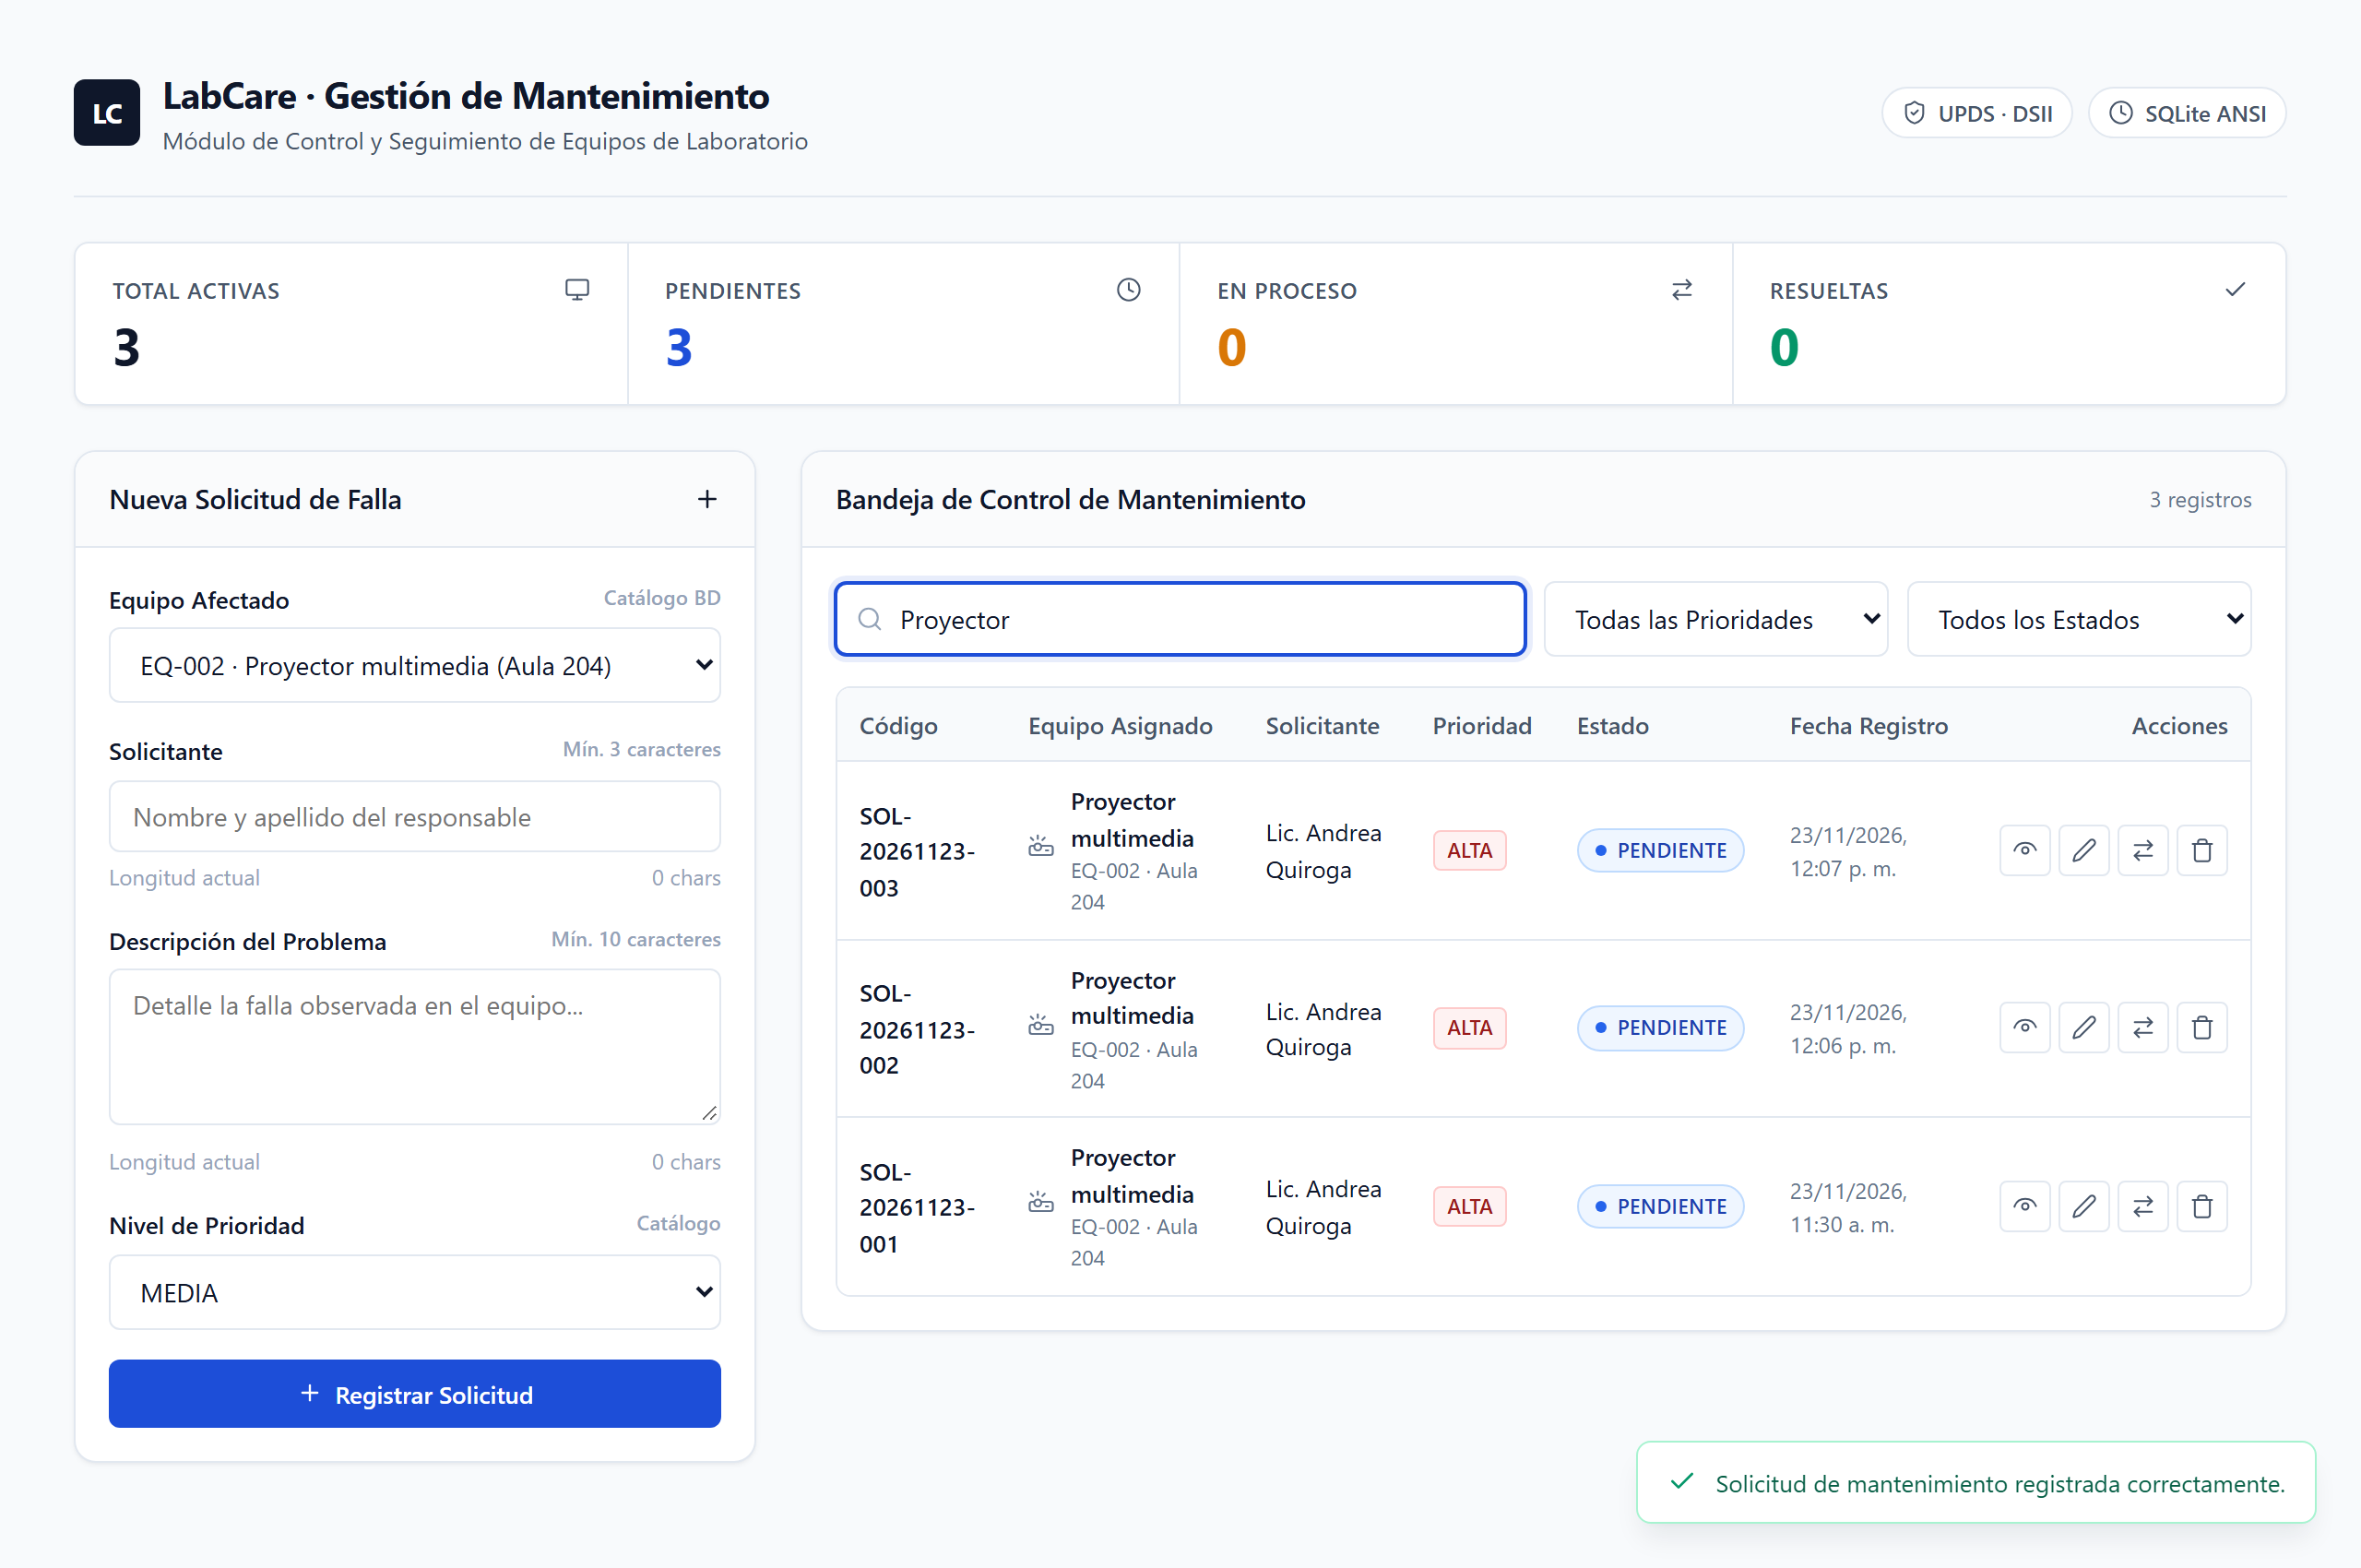 LC
LabCare · Gestión de Mantenimiento
Módulo de Control y Seguimiento de Equipos de Laboratorio
UPDS · DSII
SQLite ANSI
TOTAL ACTIVAS
3
PENDIENTES
3
EN PROCESO
0
RESUELTAS
0
Nueva Solicitud de Falla
Equipo Afectado
Catálogo BD
EQ-002 · Proyector multimedia (Aula 204)
Solicitante
Mín. 3 caracteres
Nombre y apellido del responsable
Longitud actual
0 chars
Descripción del Problema
Mín. 10 caracteres
Detalle la falla observada en el equipo...
Longitud actual
0 chars
Nivel de Prioridad
Catálogo
MEDIA
+ Registrar Solicitud
Bandeja de Control de Mantenimiento
3 registros
Proyector
Todas las Prioridades
Todos los Estados
Código
Equipo Asignado
Solicitante
Prioridad
Estado
Fecha Registro
Acciones
SOL-
20261123-
003
Proyector
multimedia
EQ-002 · Aula
204
Lic. Andrea
Quiroga
ALTA
PENDIENTE
23/11/2026,
12:07 p. m.
SOL-
20261123-
002
Proyector
multimedia
EQ-002 · Aula
204
Lic. Andrea
Quiroga
ALTA
PENDIENTE
23/11/2026,
12:06 p. m.
SOL-
20261123-
001
Proyector
multimedia
EQ-002 · Aula
204
Lic. Andrea
Quiroga
ALTA
PENDIENTE
23/11/2026,
11:30 a. m.
Solicitud de mantenimiento registrada correctamente.